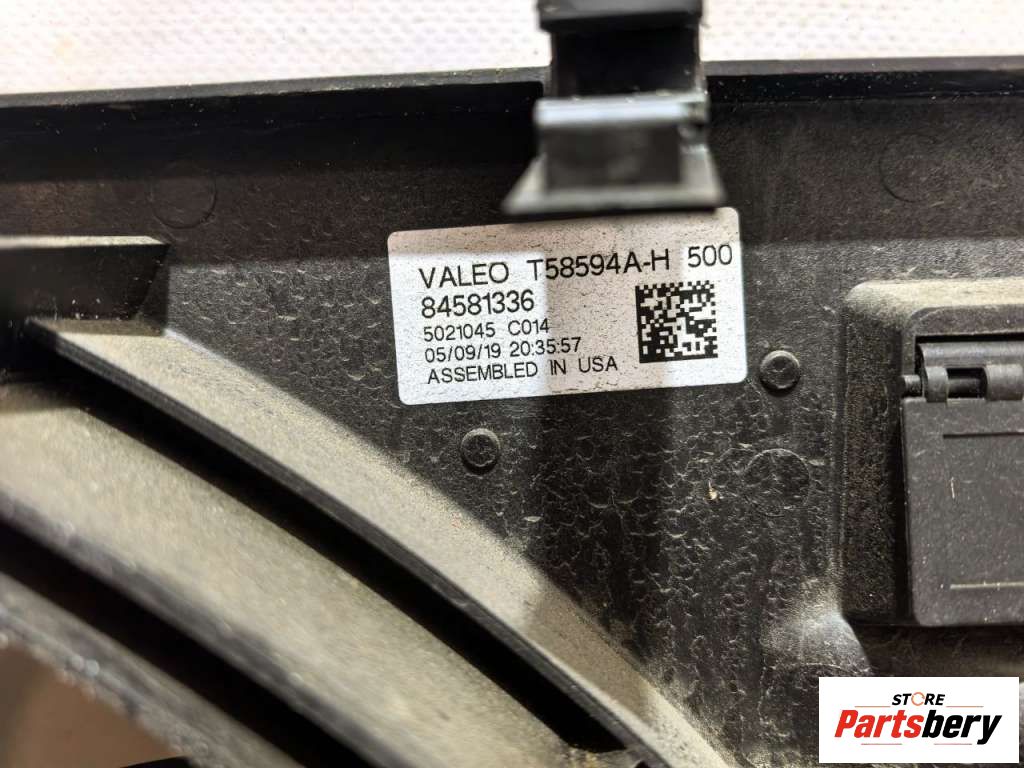 VALEO T58594A-H 500
84581336
5021045 C014
05/09/19 20:35:57
ASSEMBLED IN USA
STORE
Partsbery